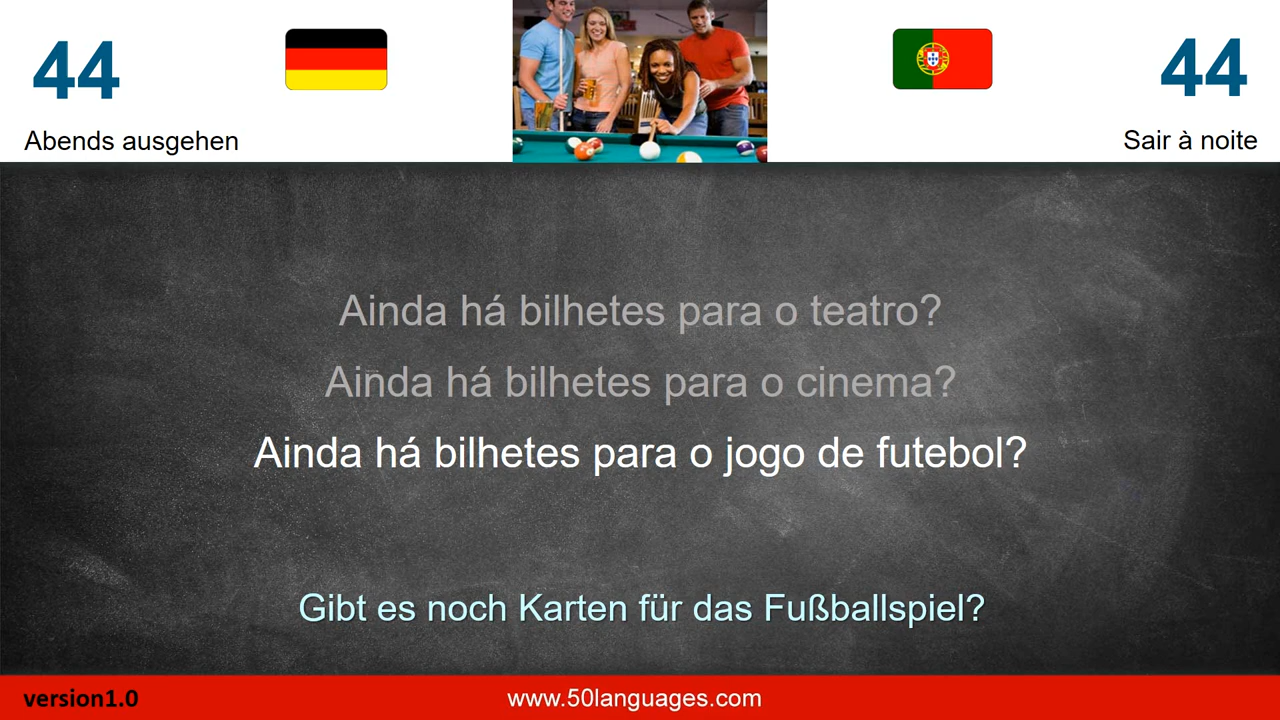 44
44
Abends ausgehen
Sair à noite
Ainda há bilhetes para o teatro?
Ainda há bilhetes para o cinema?
Ainda há bilhetes para o jogo de futebol?
Gibt es noch Karten für das Fußballspiel?
version1.0
www.50languages.com